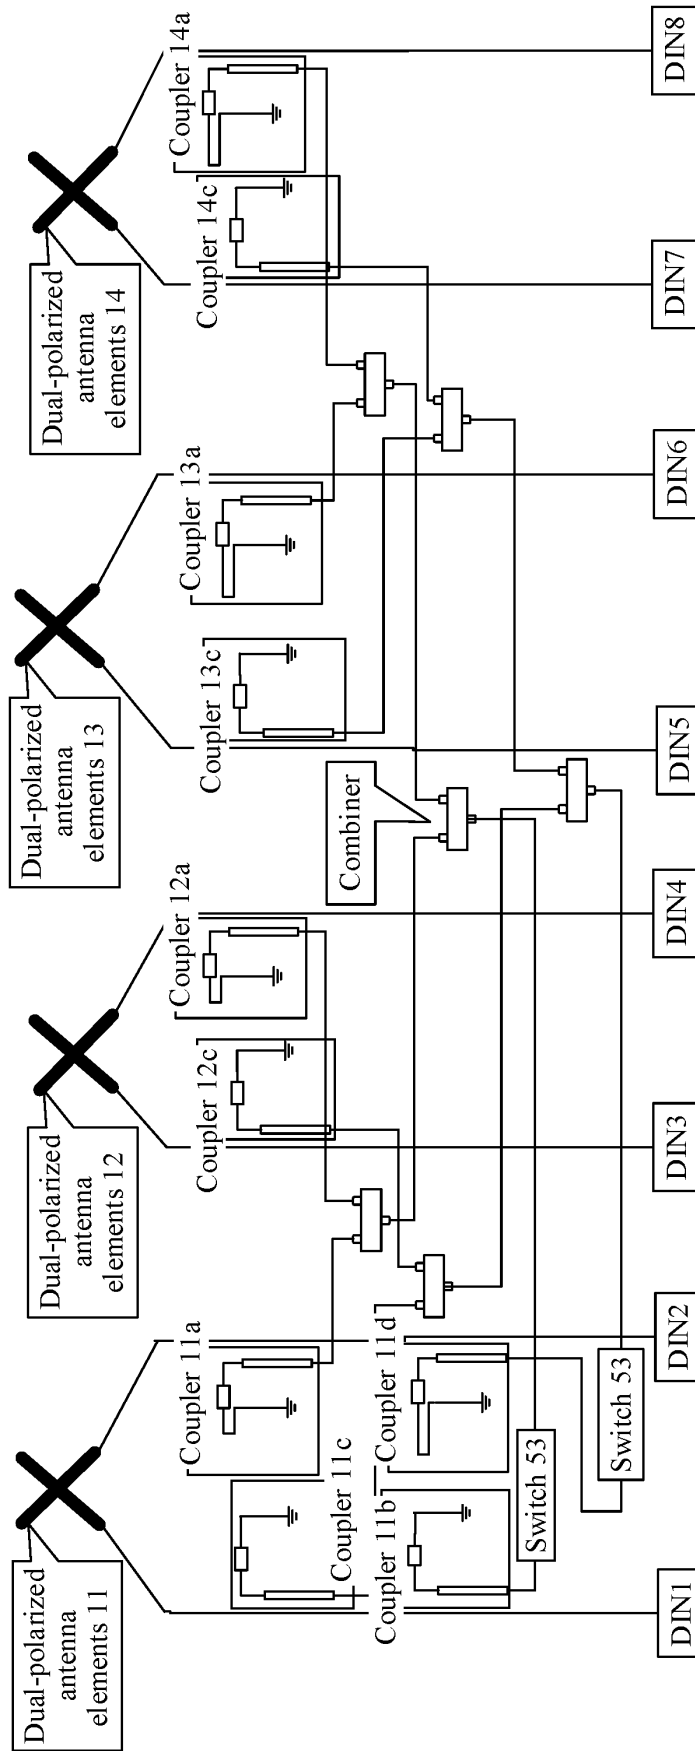 Dual-polarized
antenna
elements 11
Dual-polarized
antenna
elements 12
Dual-polarized
antenna
elements 13
Dual-polarized
antenna
elements 14
Coupler 11a
Coupler 12a
Coupler 13a
Coupler 14a
Coupler 12c
Coupler 13c
Coupler 14c
Coupler 11c
Coupler 11b
Coupler 11d
Combiner
Switch 53
Switch 53
DIN1
DIN2
DIN3
DIN4
DIN5
DIN6
DIN7
DIN8